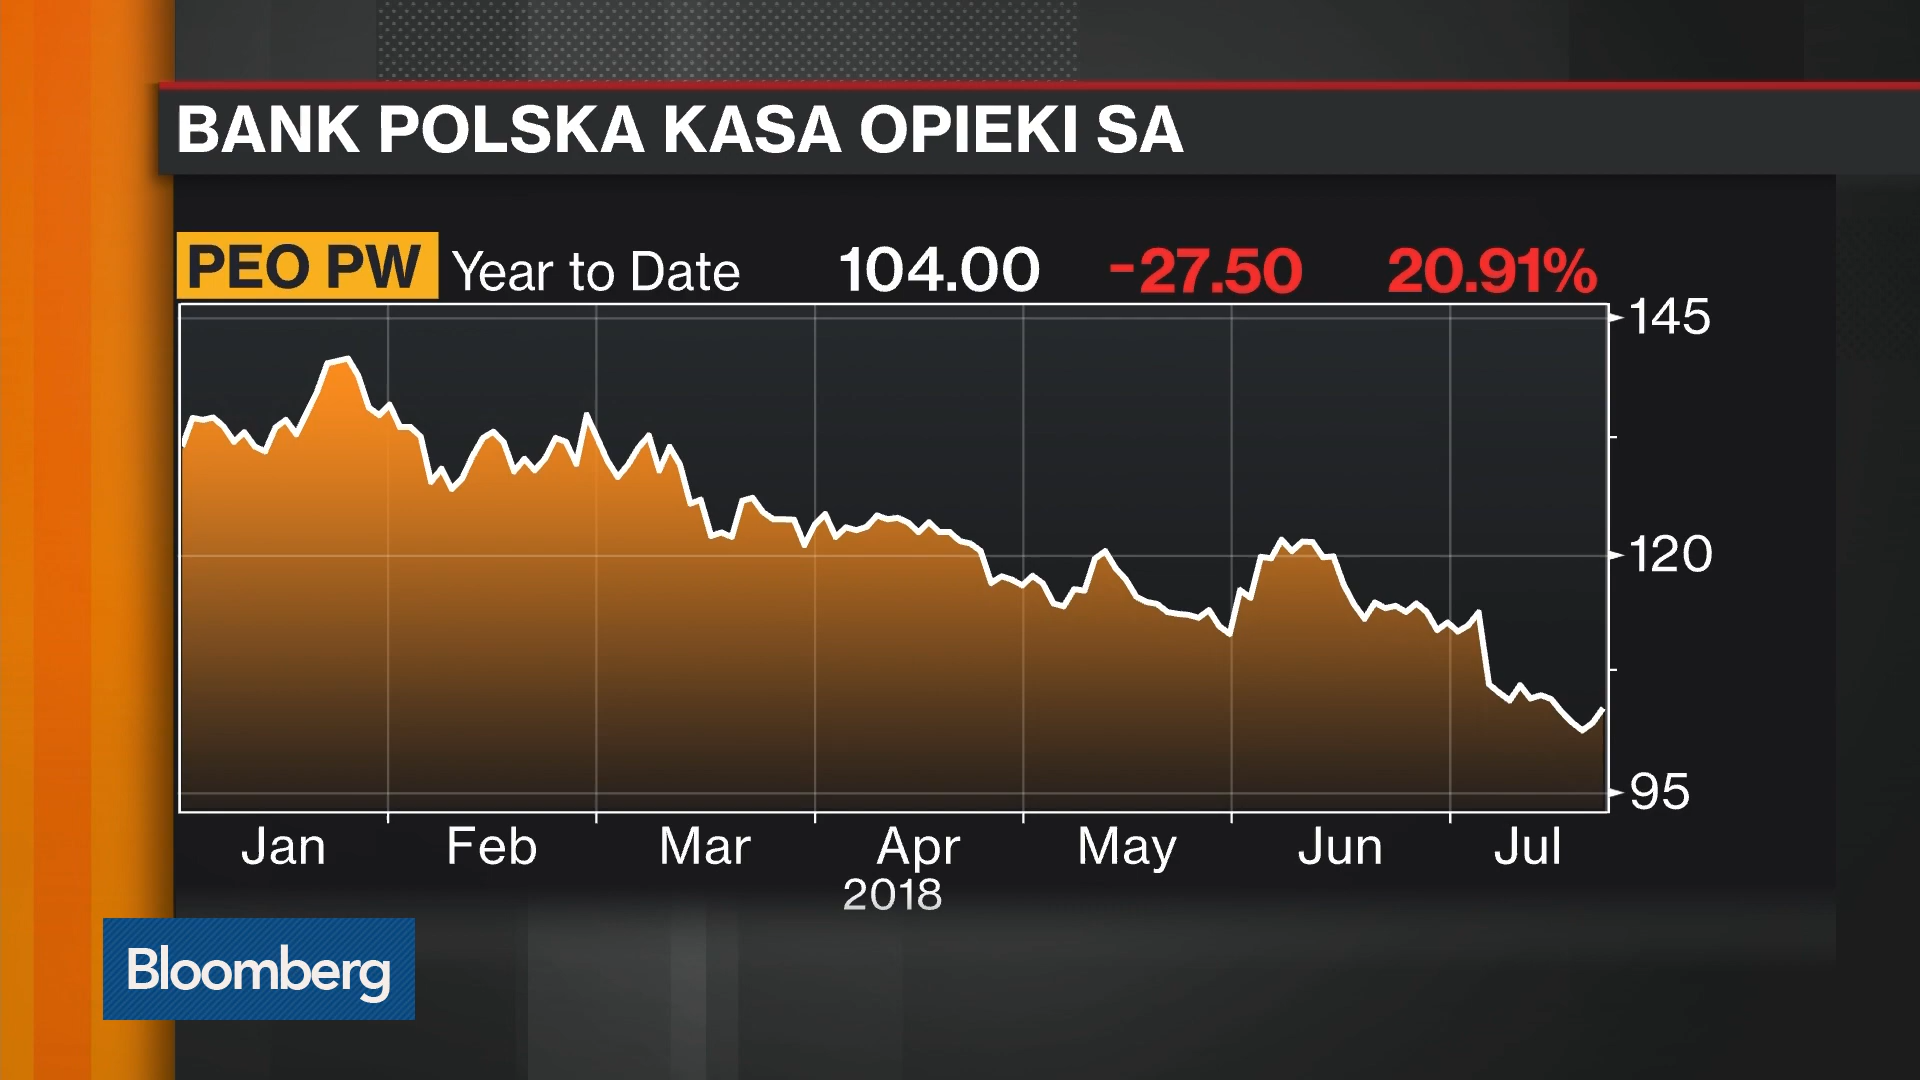 BANK POLSKA KASA OPIEKI SA
PEO PW Year to Date 104.00 -27.50 20.91%
145
120
95
Jan Feb Mar Apr May Jun Jul
2018
Bloomberg